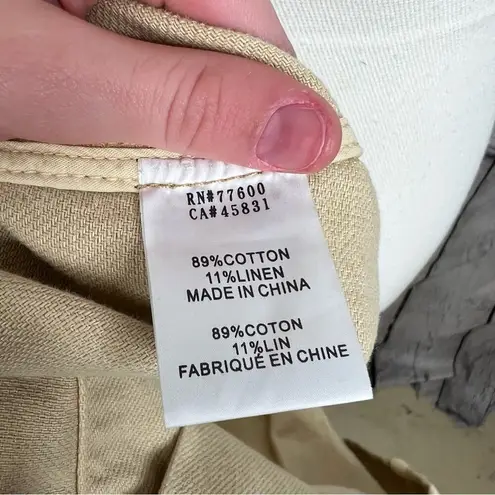 RN#77600
CA#45831
89%COTTON
11%LINEN
MADE IN CHINA
89%COTON
11%LIN
FABRIQUÉ EN CHINE